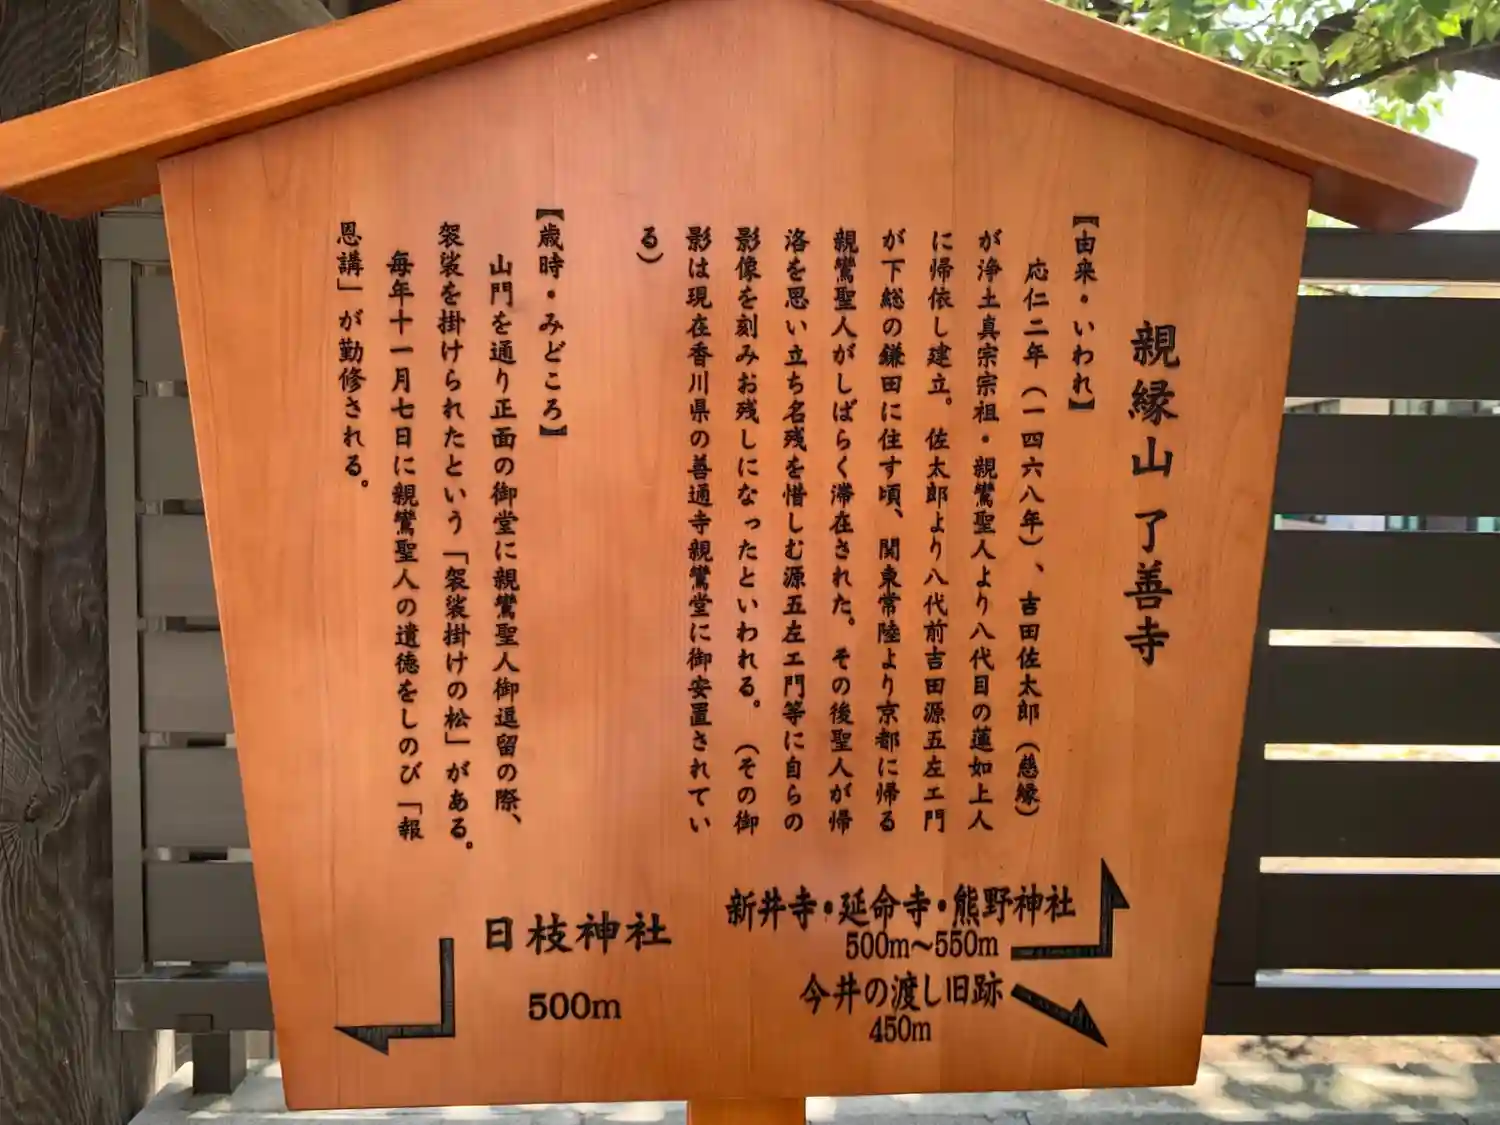 親縁山 了善寺
【由来・いわれ】
応仁二年(一四六八年)、吉田佐太郎(慈縁)
が浄土真宗宗祖・親鸞聖人より八代目の蓮如上人
に帰依し建立。佐太郎より八代前吉田源五左エ門
が下総の鎌田に住す頃、関東常陸より京都に帰る
親鸞聖人がしばらく滞在された。その後聖人が帰
洛を思い立ち名残を惜しむ源五左エ門等に自らの
影像を刻みお残しになったといわれる。(その御
影は現在香川県の善通寺親鸞堂に御安置されてい
る)
【歳時・みどころ】
山門を通り正面の御堂に親鸞聖人御逗留の際、
袈裟を掛けられたという「袈裟掛けの松」がある。
毎年十一月七日に親鸞聖人の遺徳をしのび「報
恩講」が勤修される。
新井寺・延命寺・熊野神社
500m〜550m
今井の渡し旧跡
450m
日枝神社
500m